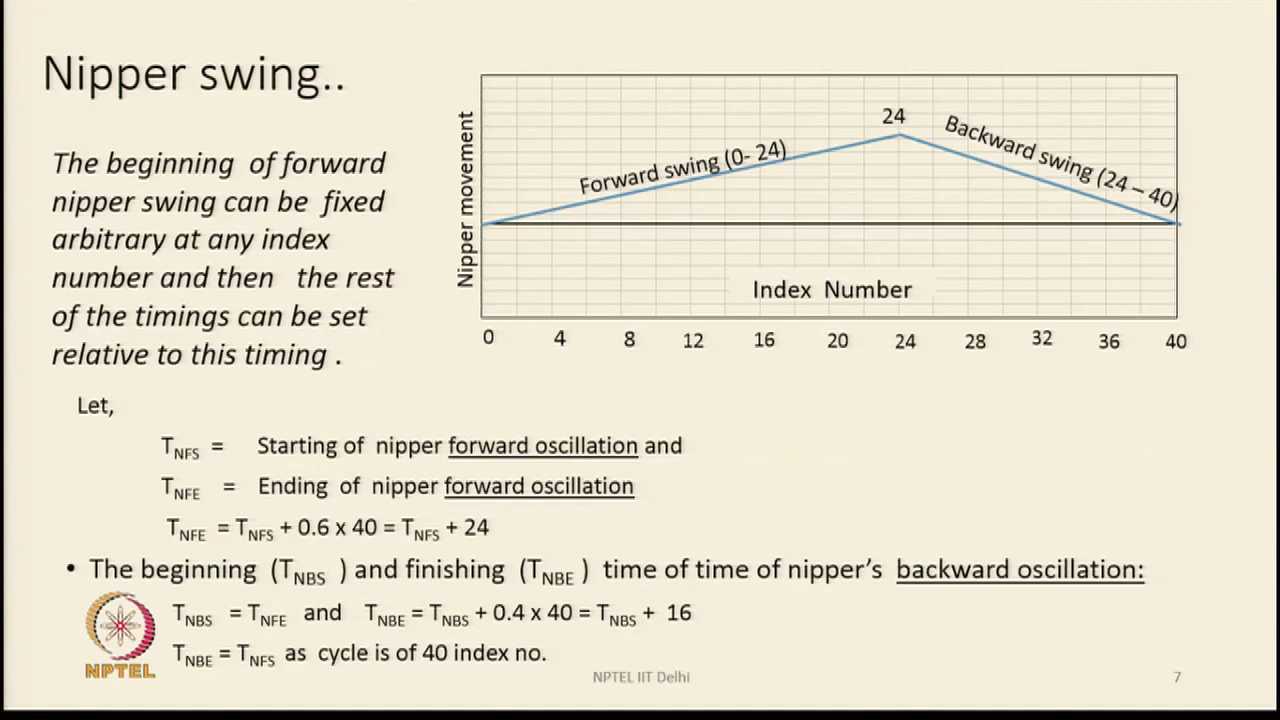 Nipper swing..
The beginning of forward
nipper swing can be fixed
arbitrary at any index
number and then the rest
of the timings can be set
relative to this timing .
Nipper movement
Forward swing (0- 24)
24
Backward swing (24 – 40)
Index Number
0 4 8 12 16 20 24 28 32 36 40
Let,
T_NFS = Starting of nipper forward oscillation and
T_NFE = Ending of nipper forward oscillation
T_NFE = T_NFS + 0.6 x 40 = T_NFS + 24
• The beginning (T_NBS ) and finishing (T_NBE ) time of time of nipper’s backward oscillation:
T_NBS = T_NFE and T_NBE = T_NBS + 0.4 x 40 = T_NBS + 16
T_NBE = T_NFS as cycle is of 40 index no.
NPTEL
NPTEL IIT Delhi
7